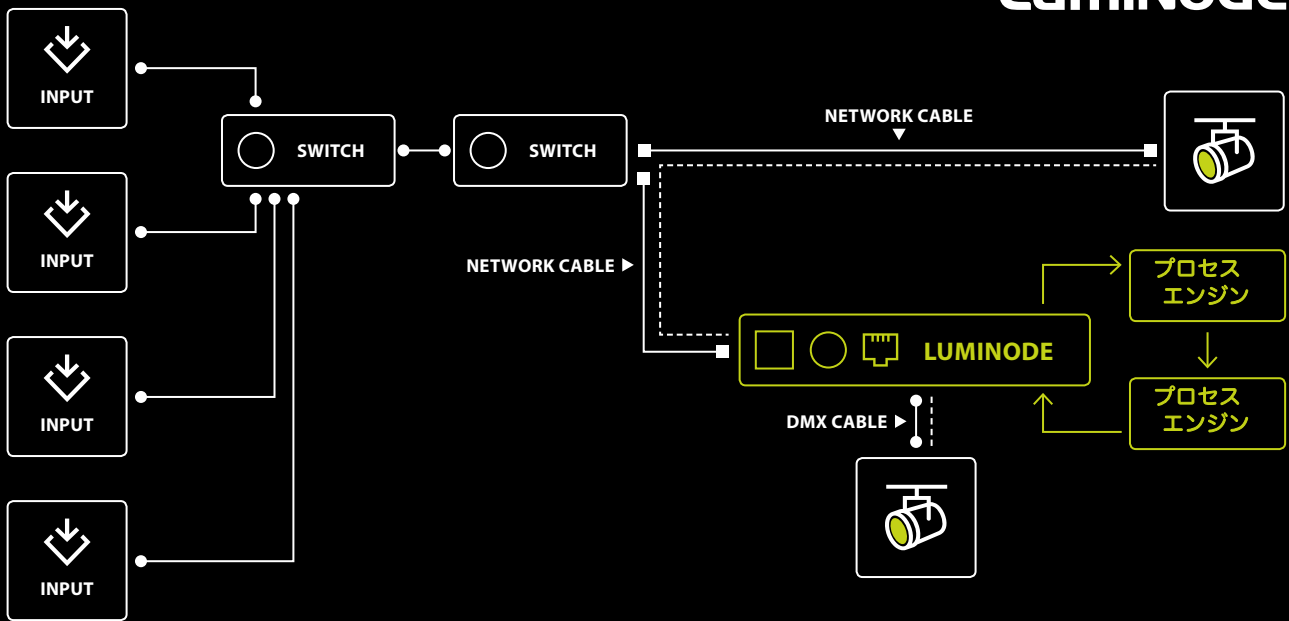 LumiNode
INPUT
INPUT
INPUT
INPUT
SWITCH
SWITCH
NETWORK CABLE
NETWORK CABLE
LUMINODE
プロセス
エンジン
プロセス
エンジン
DMX CABLE